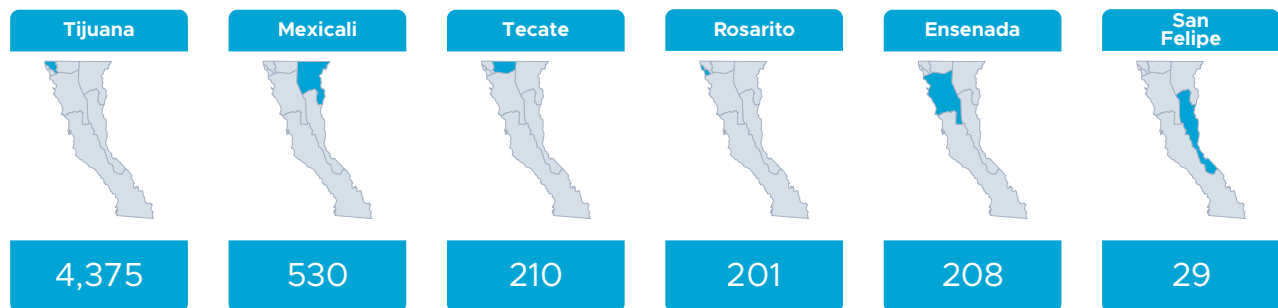 Tijuana
Mexicali
Tecate
Rosarito
Ensenada
San
Felipe
4,375
530
210
201
208
29